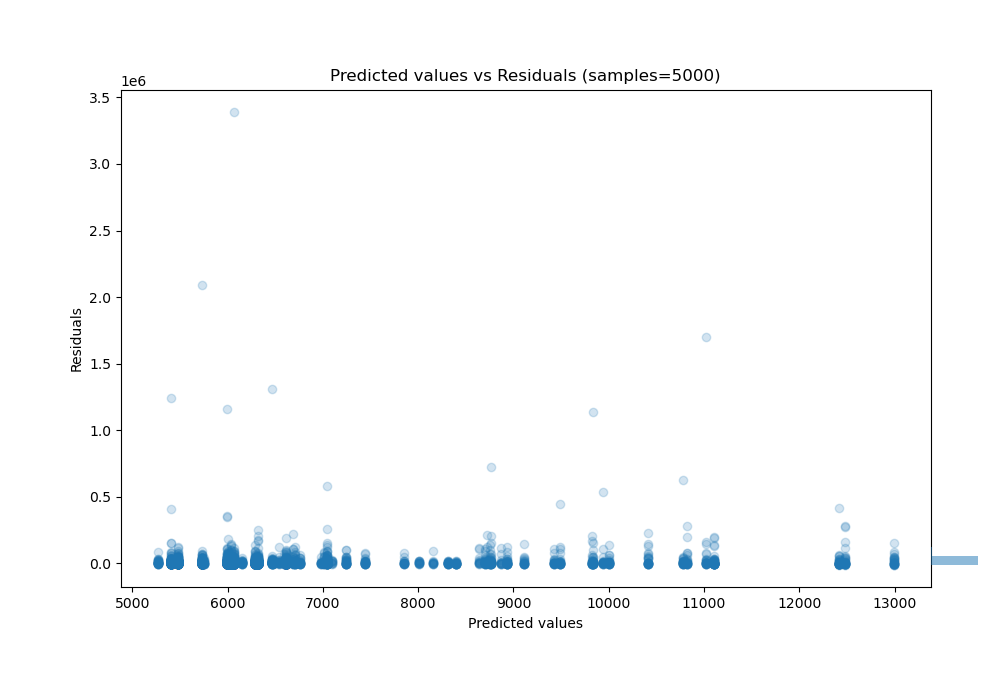 Predicted values vs Residuals (samples=5000)
1e6
3.5
3.0
2.5
2.0
1.5
1.0
0.5
0.0
Residuals
5000 6000 7000 8000 9000 10000 11000 12000 13000
Predicted values